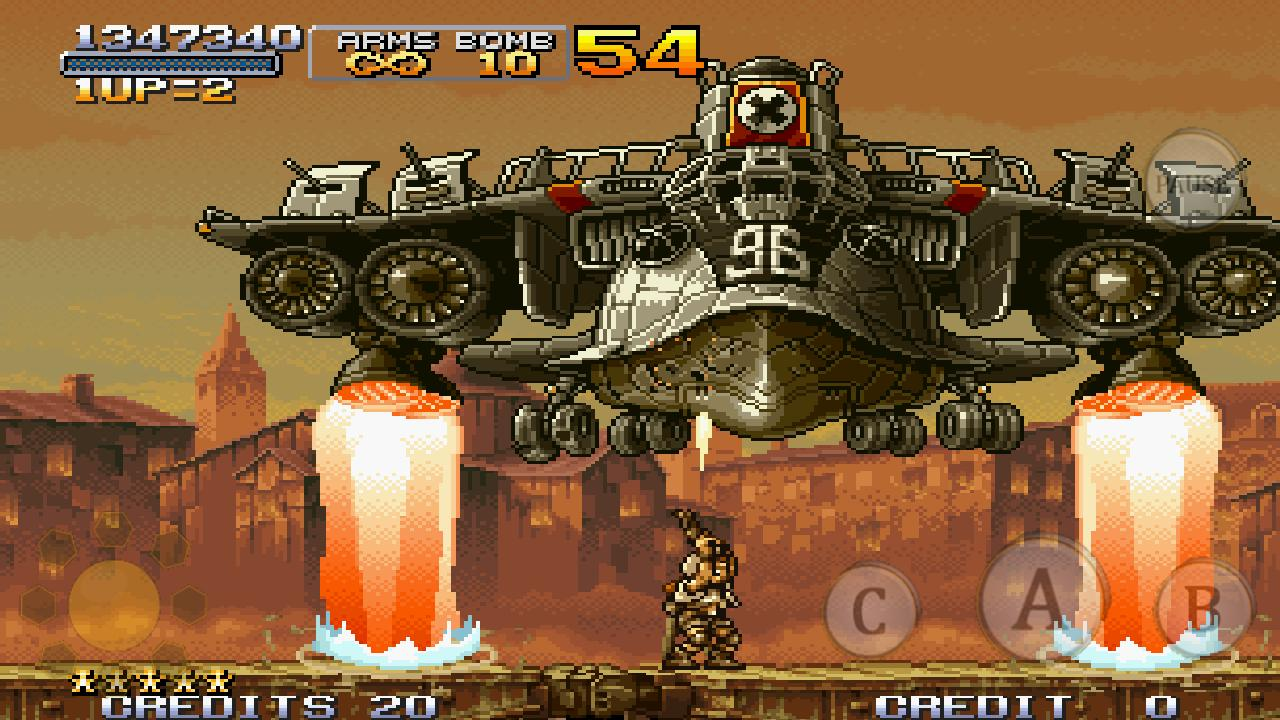 1347340
ARMS BOMB
∞ 10
54
1UP=2
PAUSE
96
C
A
B
CREDITS 20
CREDIT 0